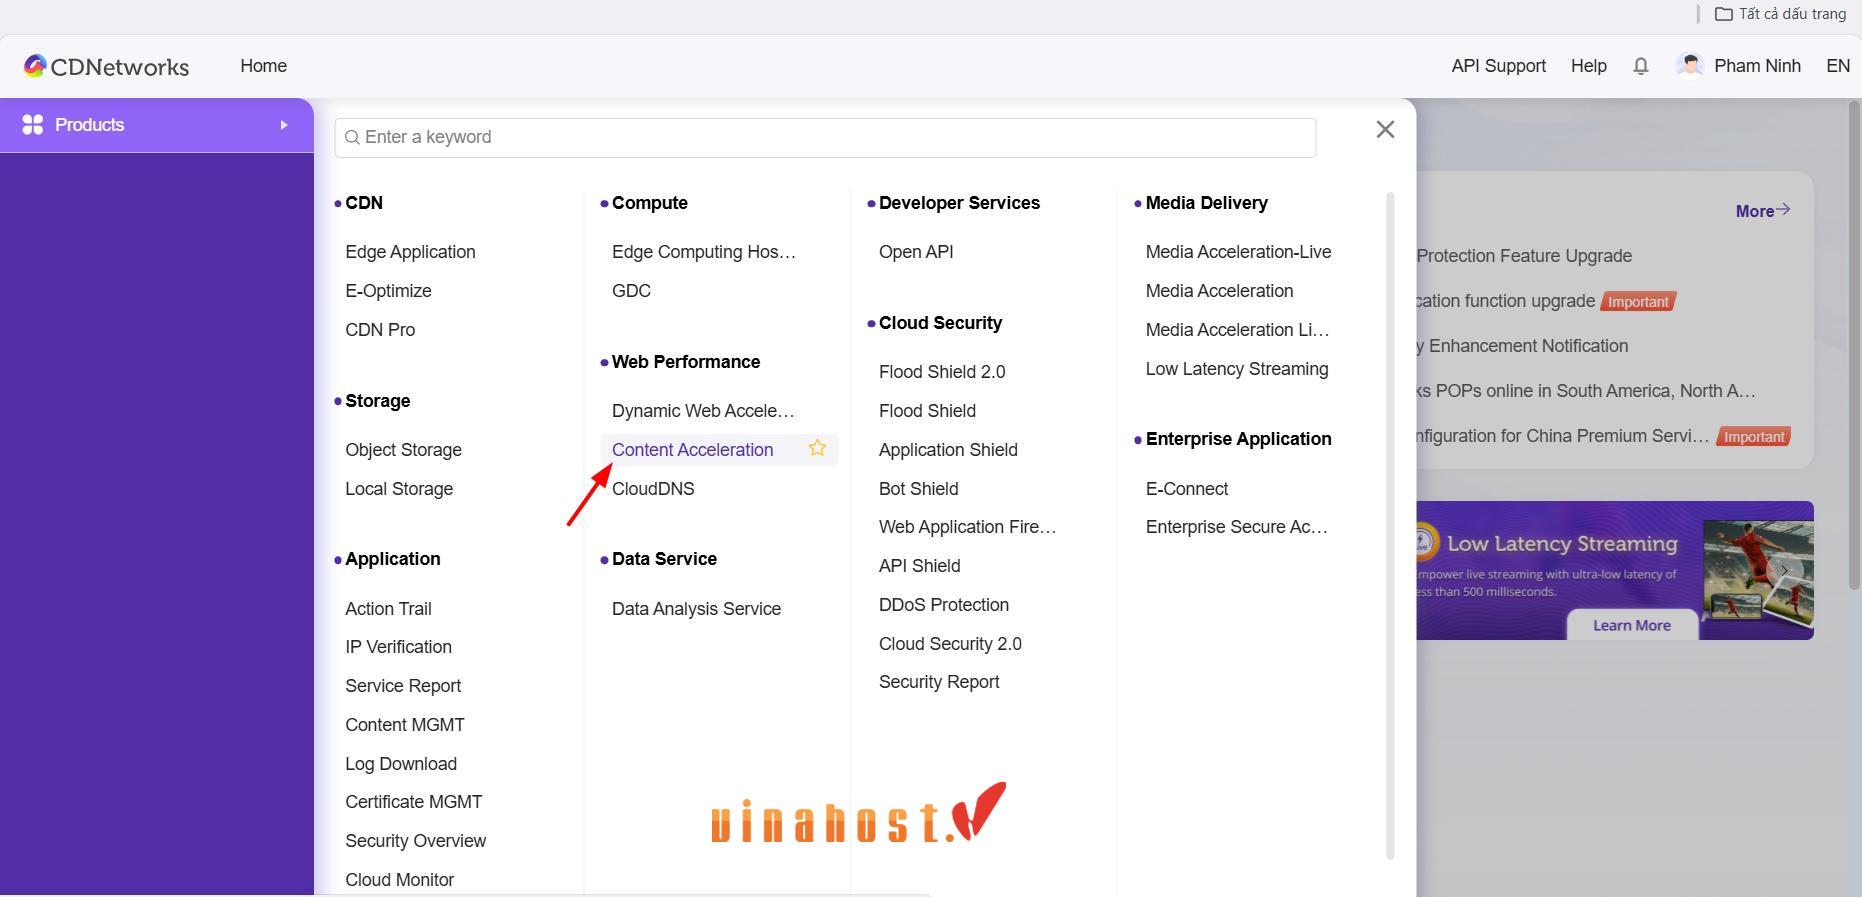 Tất cả dấu trang
CDNetworks
Home
API Support
Help
Pham Ninh
EN
Products
Enter a keyword
CDN
Edge Application
E-Optimize
CDN Pro
Storage
Object Storage
Local Storage
Application
Action Trail
IP Verification
Service Report
Content MGMT
Log Download
Certificate MGMT
Security Overview
Cloud Monitor
Compute
Edge Computing Hos…
GDC
Web Performance
Dynamic Web Accele…
Content Acceleration
CloudDNS
Data Service
Data Analysis Service
Developer Services
Open API
Cloud Security
Flood Shield 2.0
Flood Shield
Application Shield
Bot Shield
Web Application Fire…
API Shield
DDoS Protection
Cloud Security 2.0
Security Report
Media Delivery
Media Acceleration-Live
Media Acceleration
Media Acceleration Li…
Low Latency Streaming
Enterprise Application
E-Connect
Enterprise Secure Ac…
More
Protection Feature Upgrade
function upgrade Important
Enhancement Notification
POPs online in South America, North A…
for China Premium Servi… Important
Low Latency Streaming
live streaming with ultra-low latency of
than 500 milliseconds.
Learn More
vinahost.